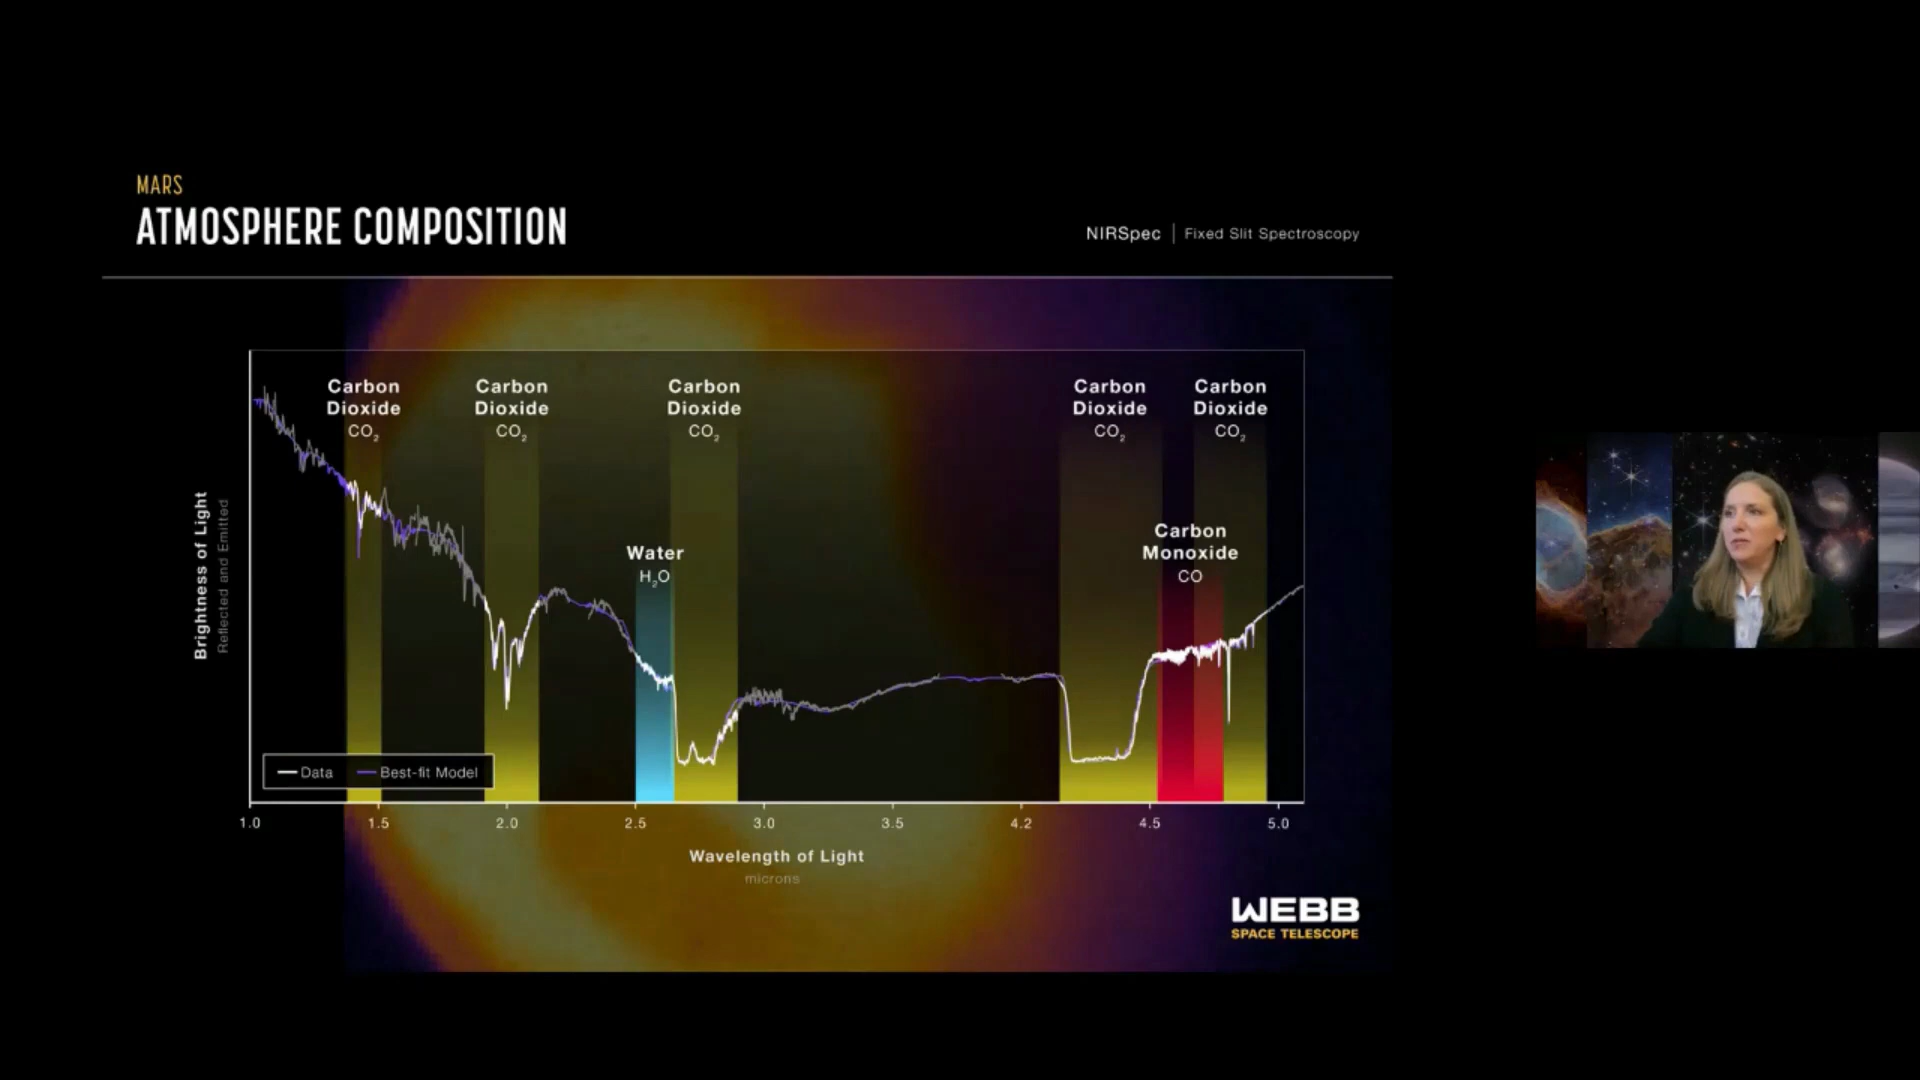 MARS
ATMOSPHERE COMPOSITION
NIRSpec | Fixed Slit Spectroscopy
Carbon
Dioxide
CO₂
Carbon
Dioxide
CO₂
Carbon
Dioxide
CO₂
Carbon
Dioxide
CO₂
Carbon
Dioxide
CO₂
Water
H₂O
Carbon
Monoxide
CO
Brightness of Light
Reflected and Emitted
Data
Best-fit Model
1.0 1.5 2.0 2.5 3.0 3.5 4.2 4.5 5.0
Wavelength of Light
microns
WEBB
SPACE TELESCOPE